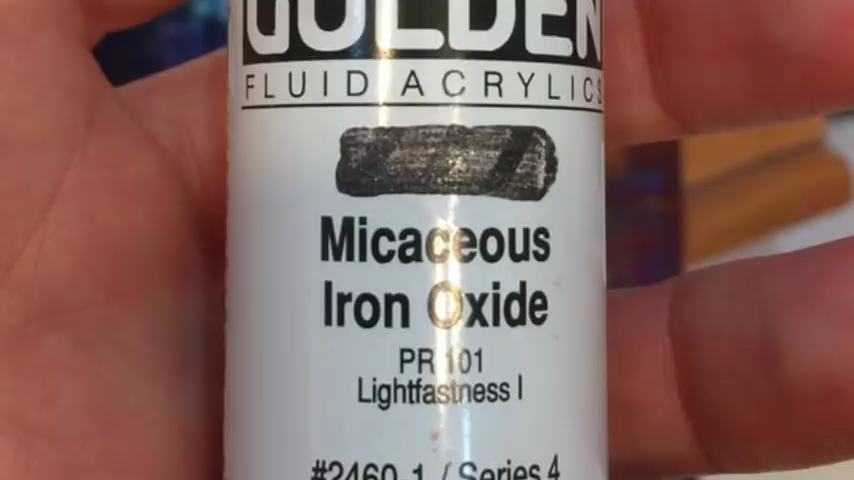 GOLDEN
FLUID ACRYLICS
Micaceous
Iron Oxide
PR 101
Lightfastness I
#2460-1 / Series 4